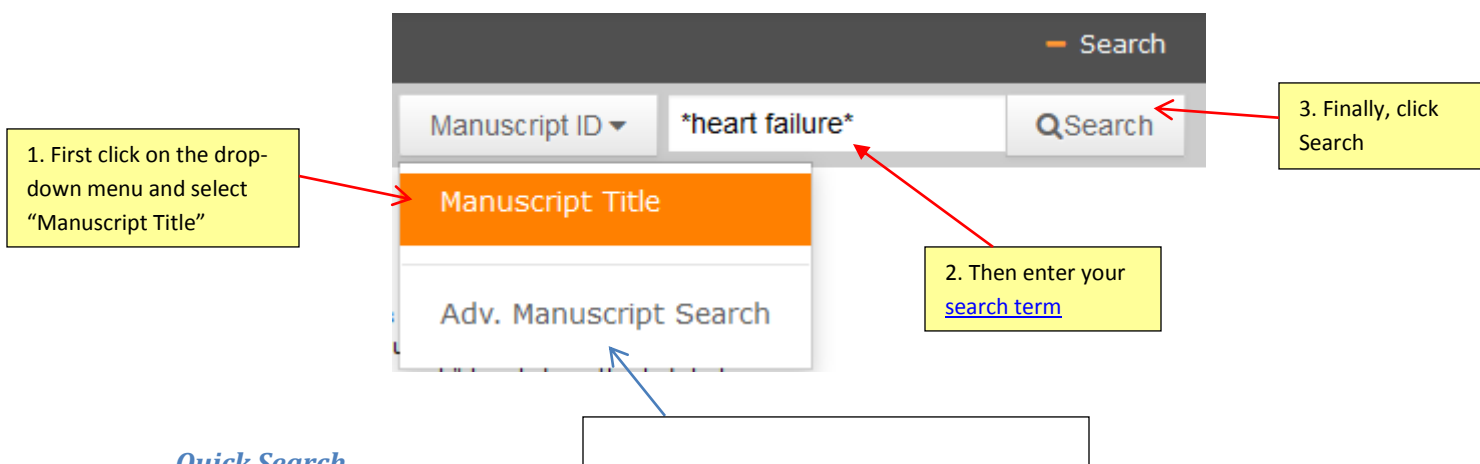 − Search
Manuscript ID
*heart failure*
Search
3. Finally, click
Search
1. First click on the drop-
down menu and select
“Manuscript Title”
Manuscript Title
2. Then enter your
search term
Adv. Manuscript Search
Quick Search